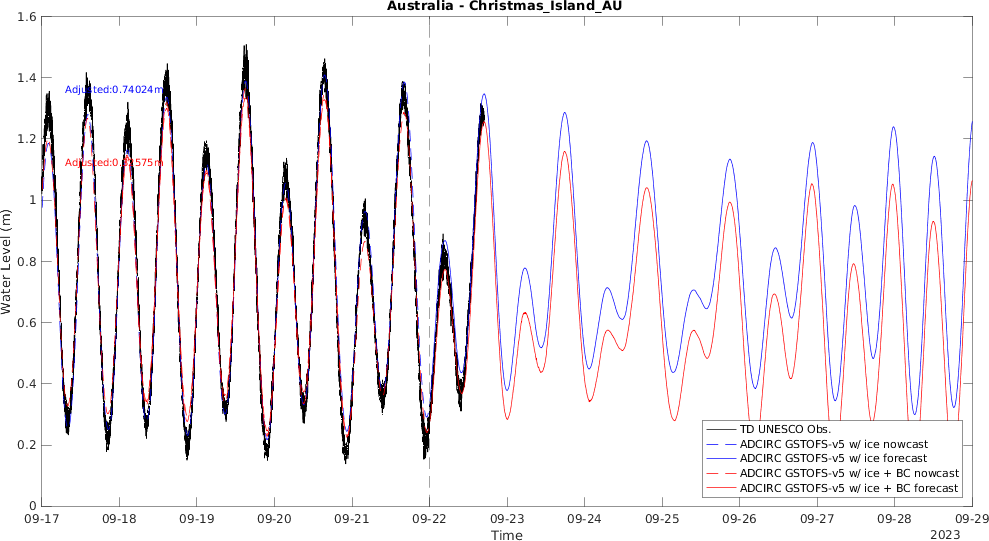 Australia - Christmas_Island_AU
1.6
1.4
1.2
1
0.8
0.6
0.4
0.2
0
Water Level (m)
Adjusted:0.74024m
09-17
09-18
09-19
09-20
09-21
09-22
09-23
09-24
09-25
09-26
09-27
09-28
09-29
Time
2023
TD UNESCO Obs.
ADCIRC GSTOFS-v5 w/ ice nowcast
ADCIRC GSTOFS-v5 w/ ice forecast
ADCIRC GSTOFS-v5 w/ ice + BC nowcast
ADCIRC GSTOFS-v5 w/ ice + BC forecast